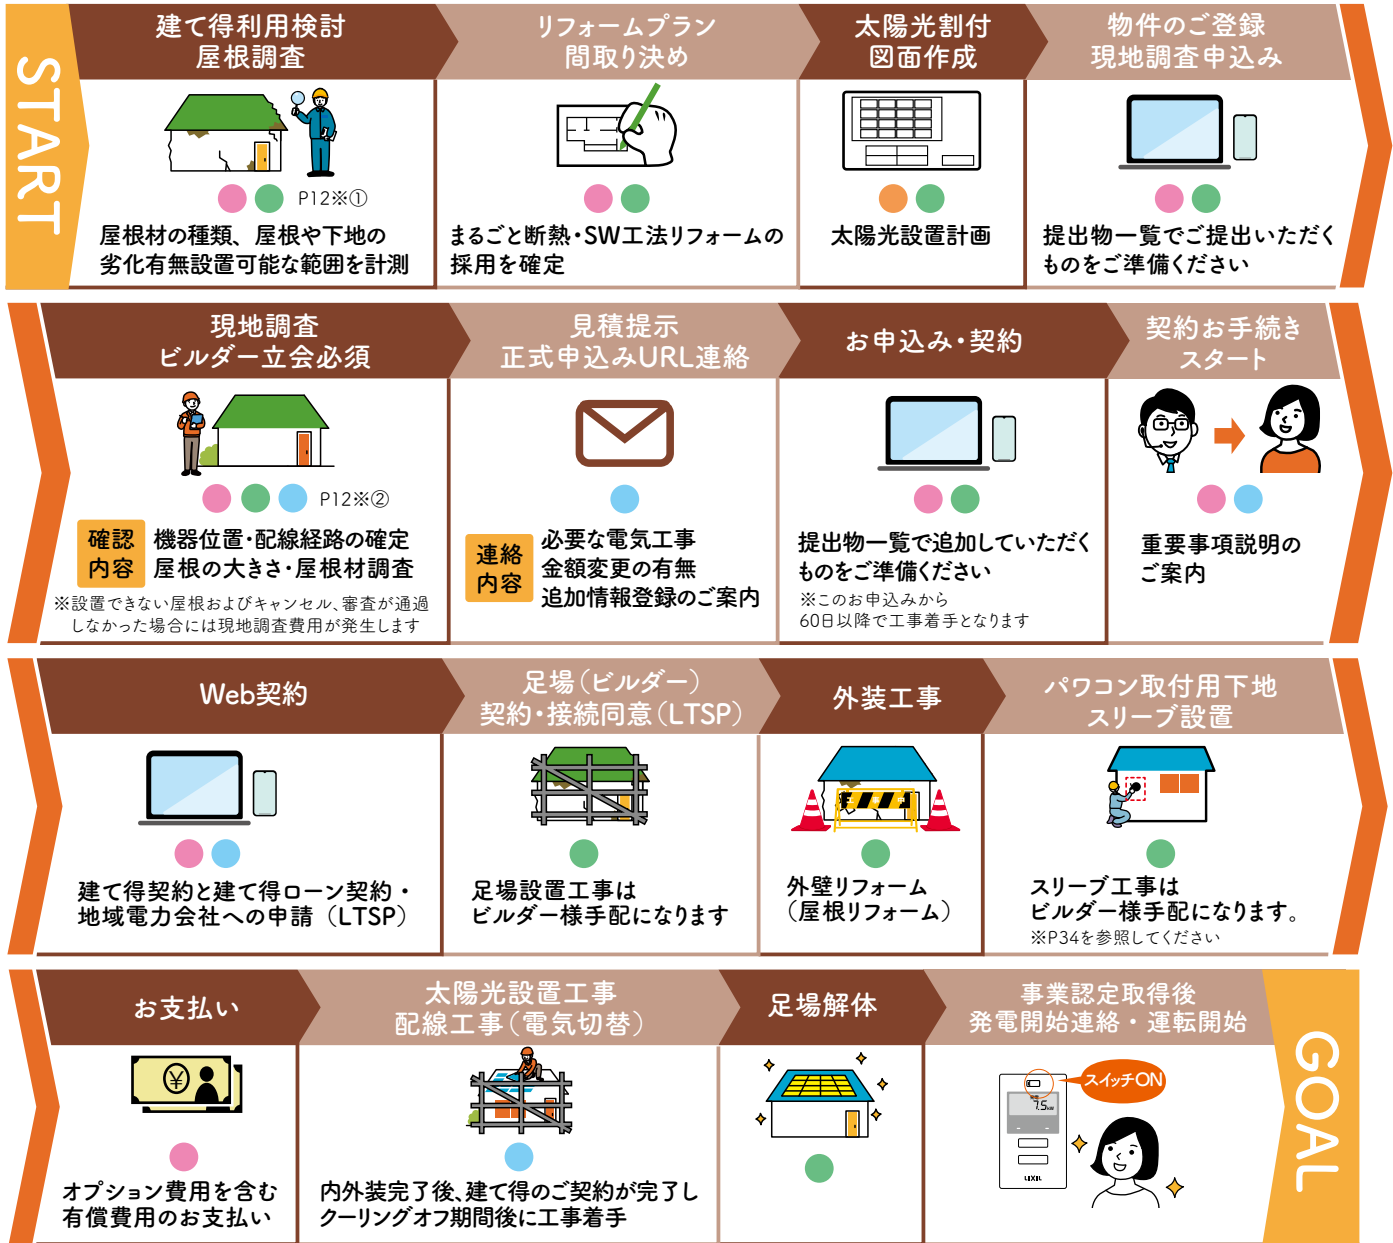 START
建て得利用検討
屋根調査
P12※①
屋根材の種類、屋根や下地の
劣化有無設置可能な範囲を計測
リフォームプラン
間取り決め
まるごと断熱・SW工法リフォームの
採用を確定
太陽光割付
図面作成
太陽光設置計画
物件のご登録
現地調査申込み
提出物一覧でご提出いただく
ものをご準備ください
現地調査
ビルダー立会必須
P12※②
確認
内容
機器位置・配線経路の確定
屋根の大きさ・屋根材調査
※設置できない屋根およびキャンセル、審査が通過
しなかった場合には現地調査費用が発生します
見積提示
正式申込みURL連絡
連絡
内容
必要な電気工事
金額変更の有無
追加情報登録のご案内
お申込み・契約
提出物一覧で追加していただく
ものをご準備ください
※このお申込みから
60日以降で工事着手となります
契約お手続き
スタート
重要事項説明の
ご案内
Web契約
建て得契約と建て得ローン契約・
地域電力会社への申請（LTSP）
足場（ビルダー）
契約・接続同意（LTSP）
足場設置工事は
ビルダー様手配になります
外装工事
外壁リフォーム
（屋根リフォーム）
パワコン取付用下地
スリーブ設置
スリーブ工事は
ビルダー様手配になります。
※P34を参照してください
お支払い
¥
オプション費用を含む
有償費用のお支払い
太陽光設置工事
配線工事（電気切替）
内外装完了後、建て得のご契約が完了し
クーリングオフ期間後に工事着手
足場解体
事業認定取得後
発電開始連絡・運転開始
スイッチON
7.5kW
LIXIL
GOAL